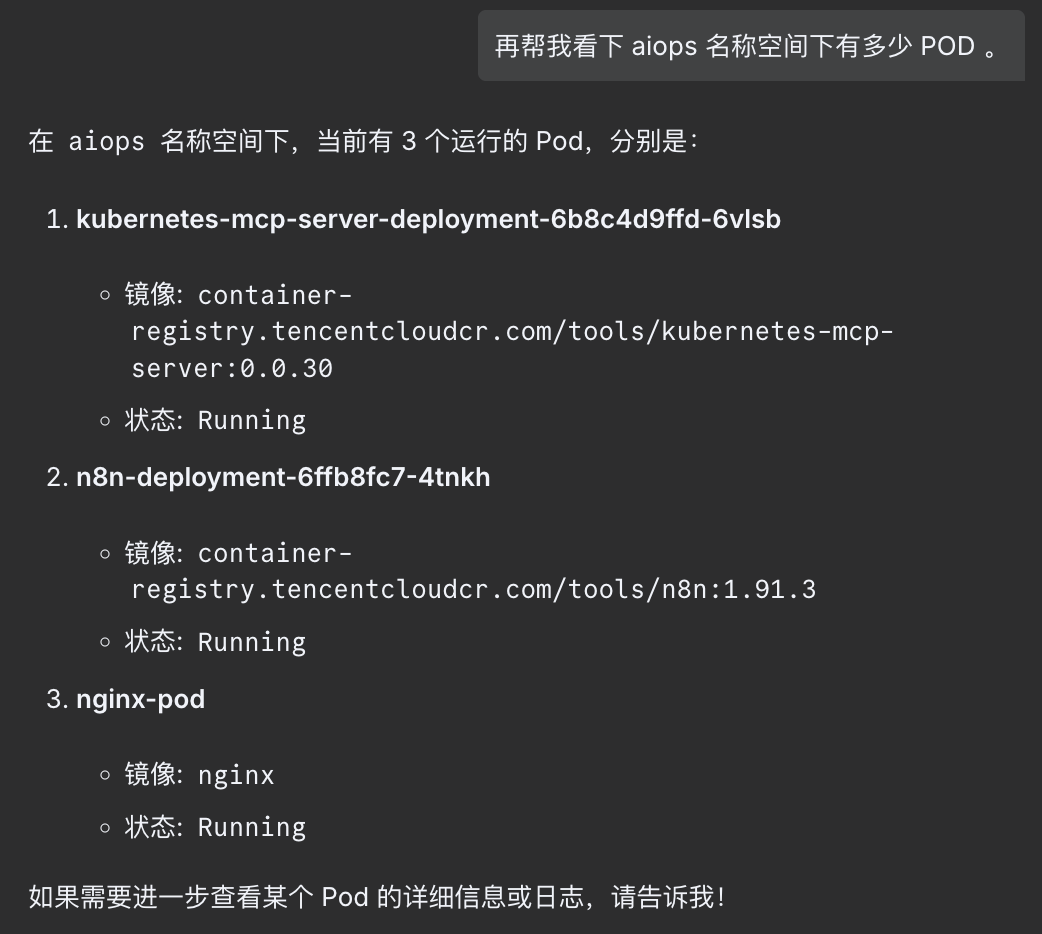 再帮我看下 aiops 名称空间下有多少 POD 。
在 aiops 名称空间下，当前有 3 个运行的 Pod，分别是：
1. kubernetes-mcp-server-deployment-6b8c4d9ffd-6vlsb
○ 镜像: container-
registry.tencentcloudcr.com/tools/kubernetes-mcp-
server:0.0.30
○ 状态: Running
2. n8n-deployment-6ffb8fc7-4tnkh
○ 镜像: container-
registry.tencentcloudcr.com/tools/n8n:1.91.3
○ 状态: Running
3. nginx-pod
○ 镜像: nginx
○ 状态: Running
如果需要进一步查看某个 Pod 的详细信息或日志，请告诉我！